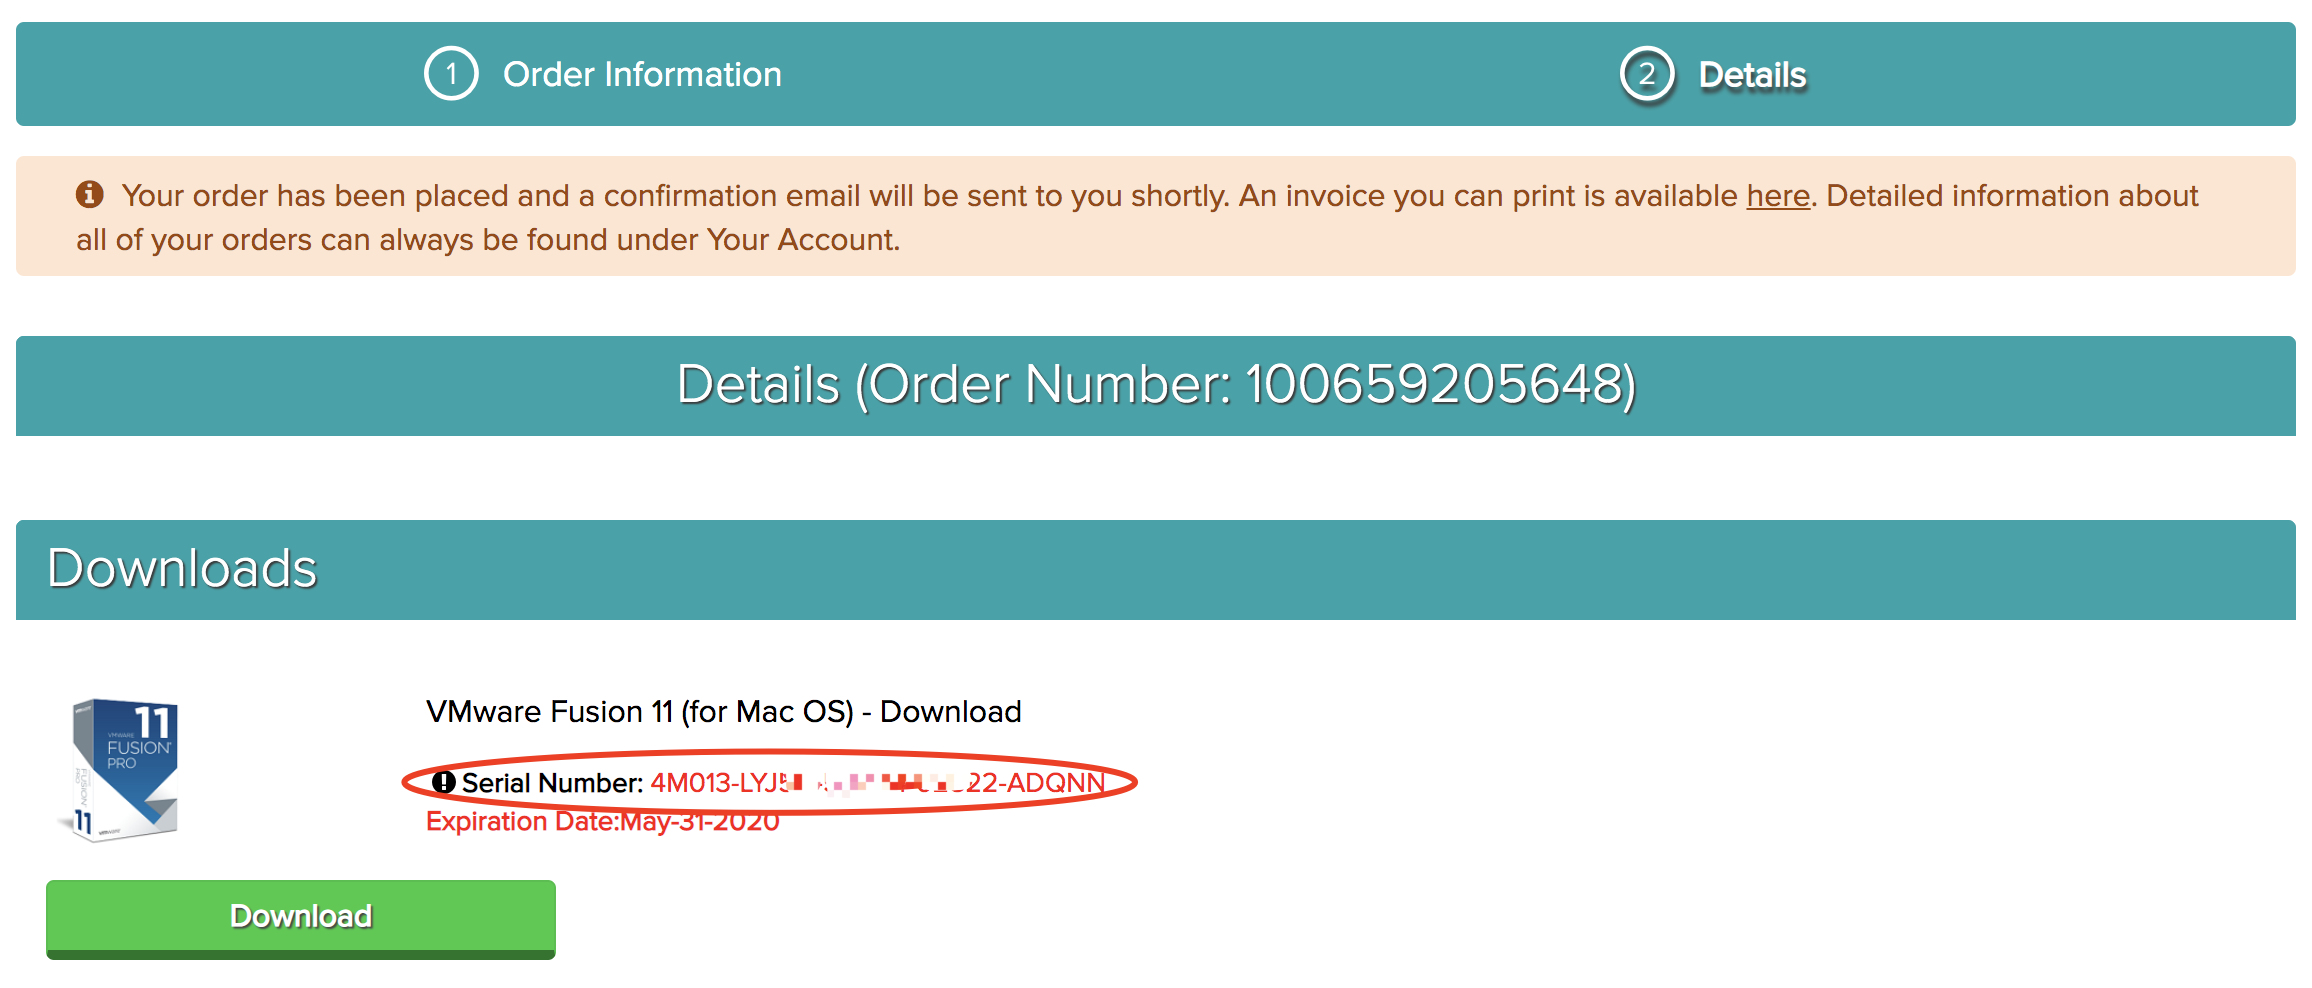 1 Order Information
2 Details
Your order has been placed and a confirmation email will be sent to you shortly. An invoice you can print is available here. Detailed information about
all of your orders can always be found under Your Account.
Details (Order Number: 100659205648)
Downloads
11
VMWARE
FUSION
PRO
11
VMware Fusion 11 (for Mac OS) - Download
Serial Number: 4M013-LYJ5 22-ADQNN
Expiration Date:May-31-2020
Download